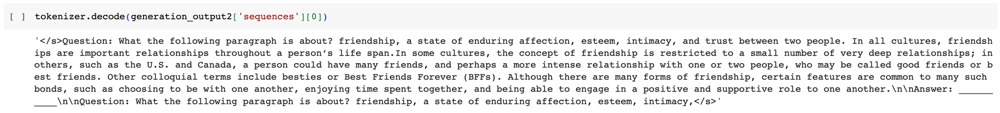 [ ] tokenizer.decode(generation_output2['sequences'][0])
'</s>Question: What the following paragraph is about? friendship, a state of enduring affection, esteem, intimacy, and trust between two people. In all cultures, friendsh
ips are important relationships throughout a person’s life span.In some cultures, the concept of friendship is restricted to a small number of very deep relationships; in
others, such as the U.S. and Canada, a person could have many friends, and perhaps a more intense relationship with one or two people, who may be called good friends or b
est friends. Other colloquial terms include besties or Best Friends Forever (BFFs). Although there are many forms of friendship, certain features are common to many such
bonds, such as choosing to be with one another, enjoying time spent together, and being able to engage in a positive and supportive role to one another.\n\nAnswer: ______
____\n\nQuestion: What the following paragraph is about? friendship, a state of enduring affection, esteem, intimacy,</s>'